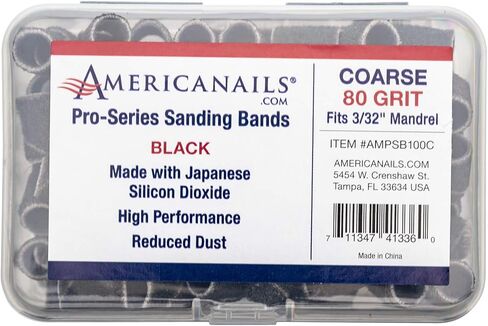 AMERICANAILS®
.COM
Pro-Series Sanding Bands
BLACK
Made with Japanese
Silicon Dioxide
High Performance
Reduced Dust
COARSE
80 GRIT
Fits 3/32" Mandrel
ITEM #AMPSB100C
AMERICANAILS.COM
5454 W. Crenshaw St.
Tampa, FL 33634 USA
7 11347 41336 0
Made in China